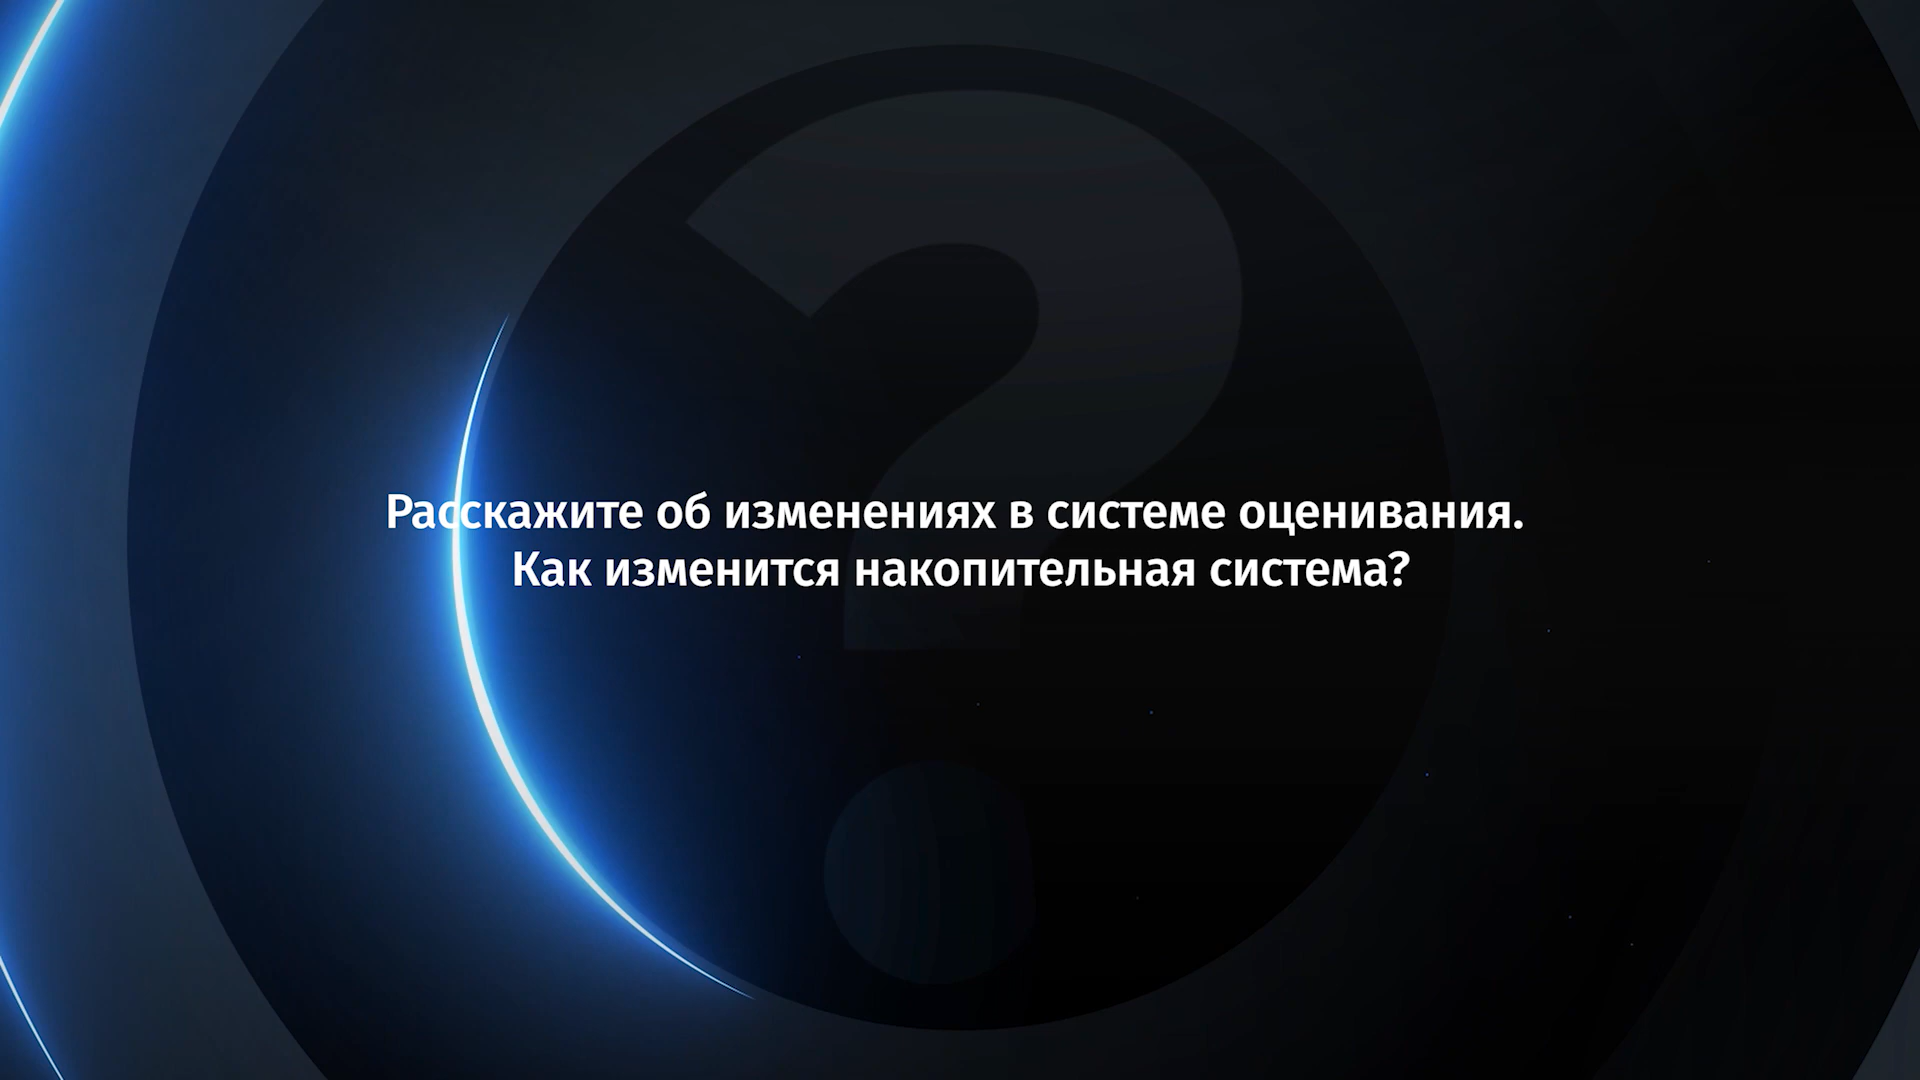 Расскажите об изменениях в системе оценивания.
Как изменится накопительная система?